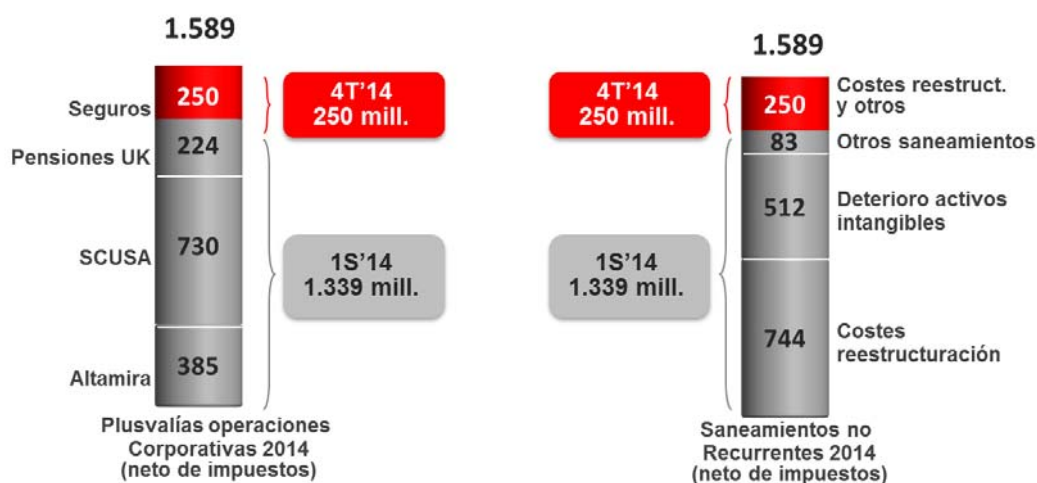 1.589
Seguros
250
4T’14
250 mill.
Pensiones UK
224
SCUSA
730
1S’14
1.339 mill.
Altamira
385
Plusvalías operaciones
Corporativas 2014
(neto de impuestos)
1.589
4T’14
250 mill.
250
Costes reestruct.
y otros
83
Otros saneamientos
512
Deterioro activos
intangibles
1S’14
1.339 mill.
744
Costes
reestructuración
Saneamientos no
Recurrentes 2014
(neto de impuestos)